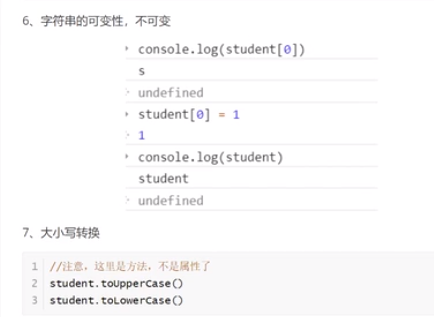 6、字符串的可变性，不可变
console.log(student[0])
s
undefined
student[0] = 1
1
console.log(student)
student
undefined
7、大小写转换
1 //注意，这里是方法，不是属性了
2 student.toUpperCase()
3 student.toLowerCase()